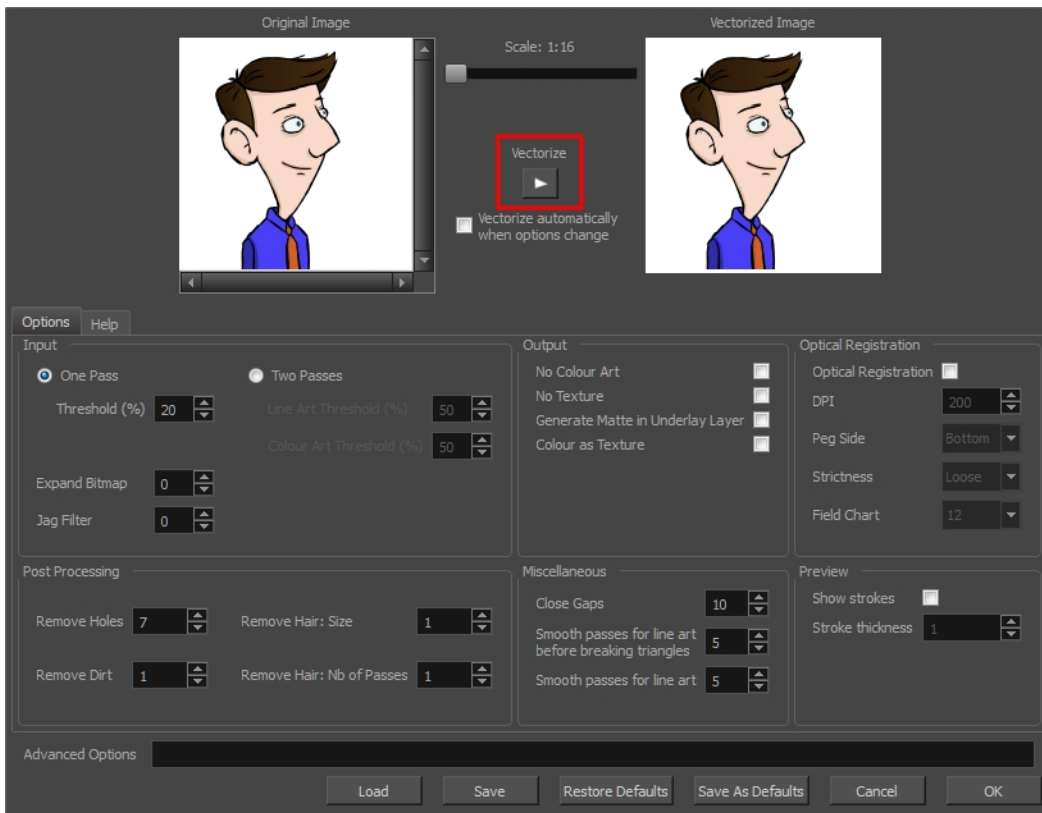 Original Image
Scale: 1:16
Vectorized Image
Vectorize
Vectorize automatically
when options change
Options
Help
Input
One Pass
Two Passes
Threshold (%) 20
Line Art Threshold (%) 50
Colour Art Threshold (%) 50
Expand Bitmap 0
Jag Filter 0
Output
No Colour Art
No Texture
Generate Matte in Underlay Layer
Colour as Texture
Optical Registration
Optical Registration
DPI 200
Peg Side Bottom
Strictness Loose
Field Chart 12
Post Processing
Remove Holes 7
Remove Hair: Size 1
Remove Dirt 1
Remove Hair: Nb of Passes 1
Miscellaneous
Close Gaps 10
Smooth passes for line art
before breaking triangles 5
Smooth passes for line art 5
Preview
Show strokes
Stroke thickness 1
Advanced Options
Load
Save
Restore Defaults
Save As Defaults
Cancel
OK